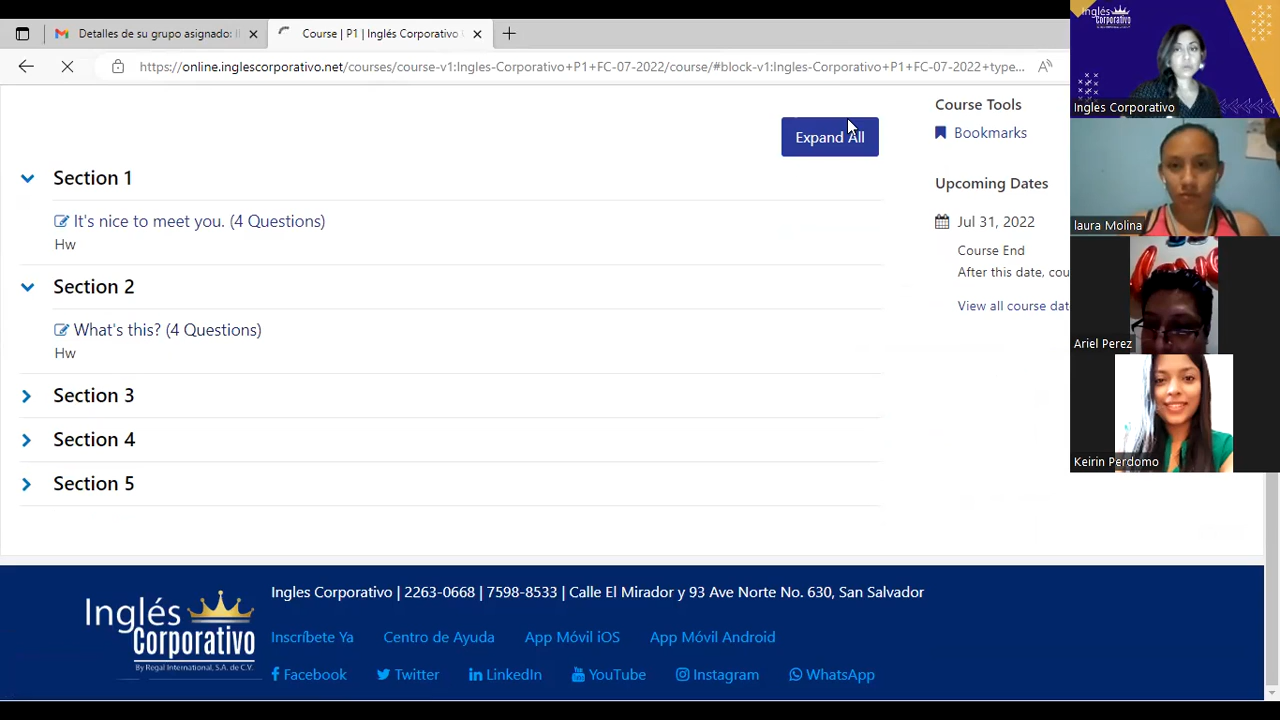 Detalles de su grupo asignado: I
Course | P1 | Inglés Corporativo
https://online.inglescorporativo.net/courses/course-v1:Ingles-Corporativo+P1+FC-07-2022/course/#block-v1:Ingles-Corporativo+P1+FC-07-2022+type...
Expand All
Course Tools
Bookmarks
Upcoming Dates
Jul 31, 2022
Course End
After this date, cou
View all course dat
Section 1
It's nice to meet you. (4 Questions)
Hw
Section 2
What's this? (4 Questions)
Hw
Section 3
Section 4
Section 5
Inglés
Corporativo
By Regal International, S.A. de C.V.
Ingles Corporativo | 2263-0668 | 7598-8533 | Calle El Mirador y 93 Ave Norte No. 630, San Salvador
Inscríbete Ya
Centro de Ayuda
App Móvil iOS
App Móvil Android
Facebook
Twitter
LinkedIn
YouTube
Instagram
WhatsApp
Inglés
Corporativo
Ingles Corporativo
laura Molina
Ariel Perez
Keirin Perdomo